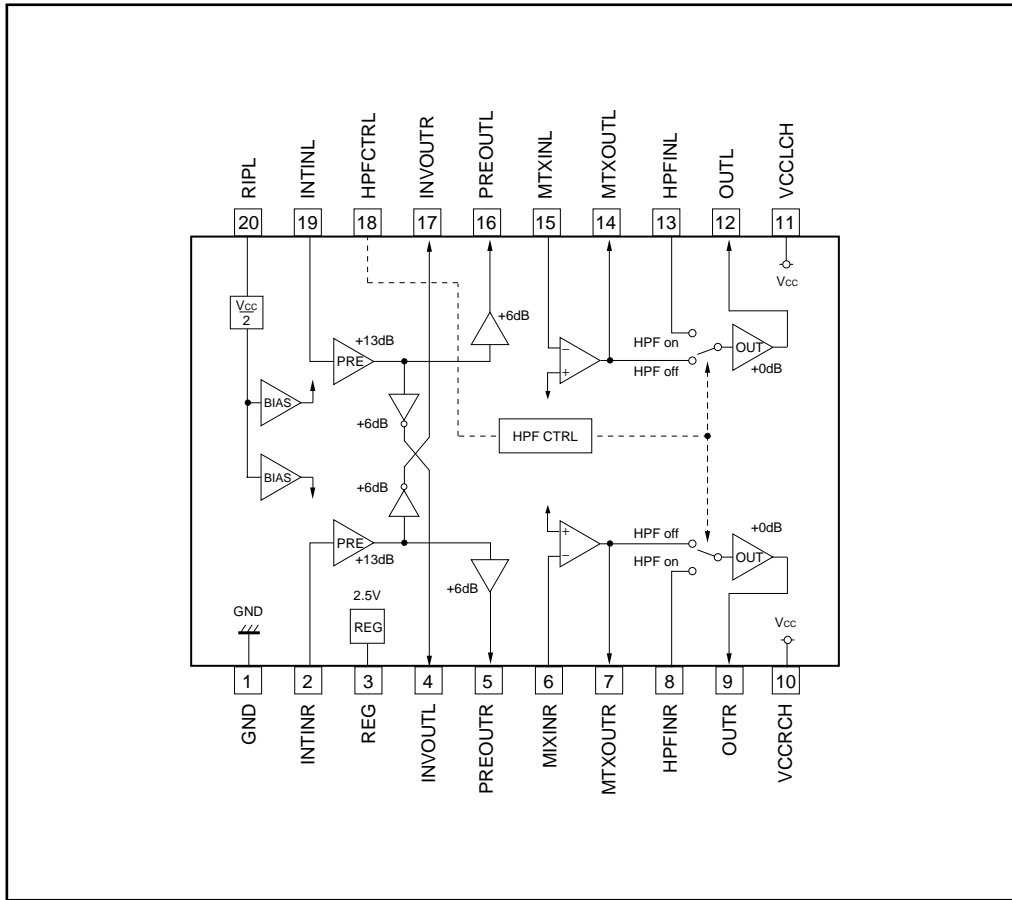 RIPL
INTINL
HPFCTRL
INVOUTR
PREOUTL
MTXINL
MTXOUTL
HPFINL
OUTL
VCCLCH
20
19
18
17
16
15
14
13
12
11
VCC
VCC
2
+13dB
PRE
+6dB
HPF on
HPF off
OUT
+0dB
−
+
BIAS
+6dB
HPF CTRL
BIAS
+6dB
PRE
+13dB
+6dB
+
−
HPF off
HPF on
+0dB
OUT
2.5V
REG
GND
VCC
1
2
3
4
5
6
7
8
9
10
GND
INTINR
REG
INVOUTL
PREOUTR
MIXINR
MTXOUTR
HPFINR
OUTR
VCCRCH